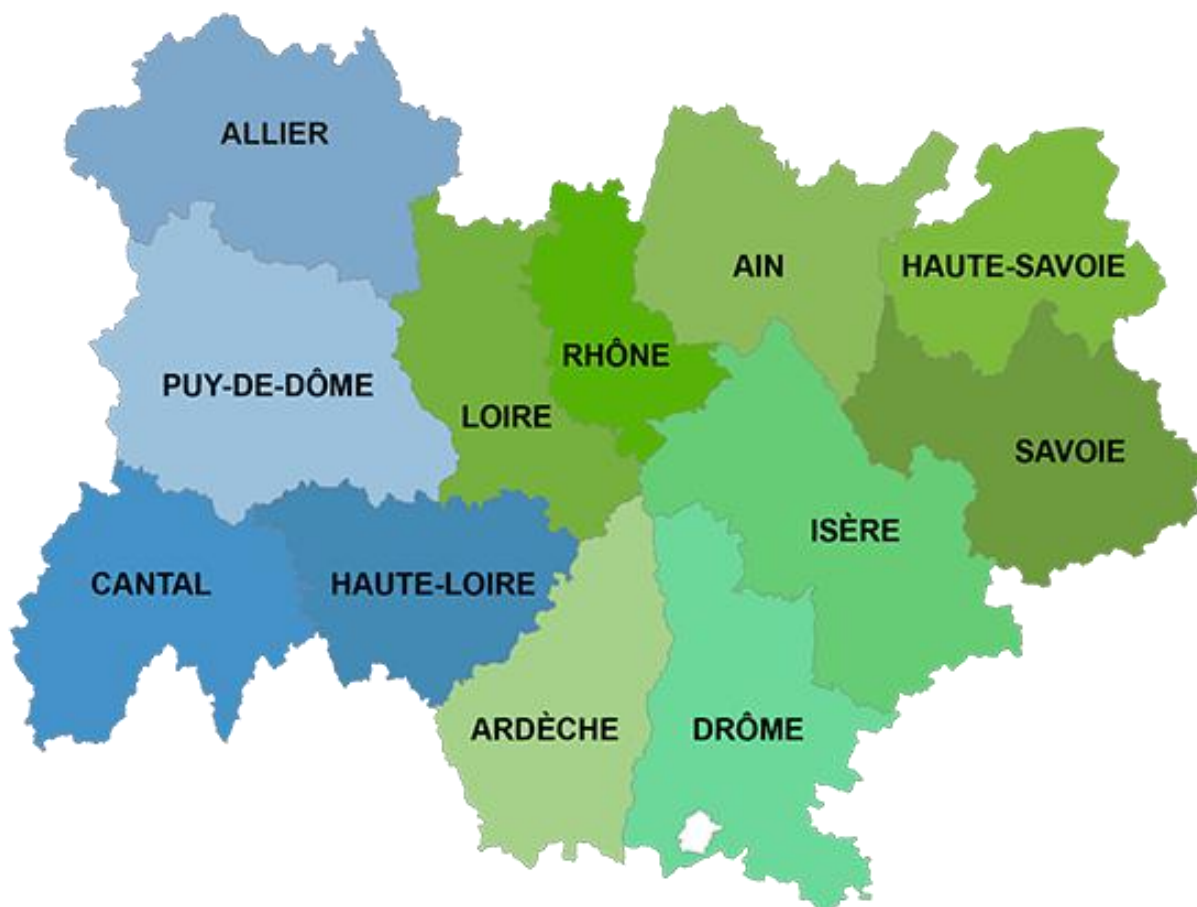 ALLIER
AIN
HAUTE-SAVOIE
RHÔNE
PUY-DE-DÔME
LOIRE
SAVOIE
ISÈRE
CANTAL
HAUTE-LOIRE
ARDÈCHE
DRÔME